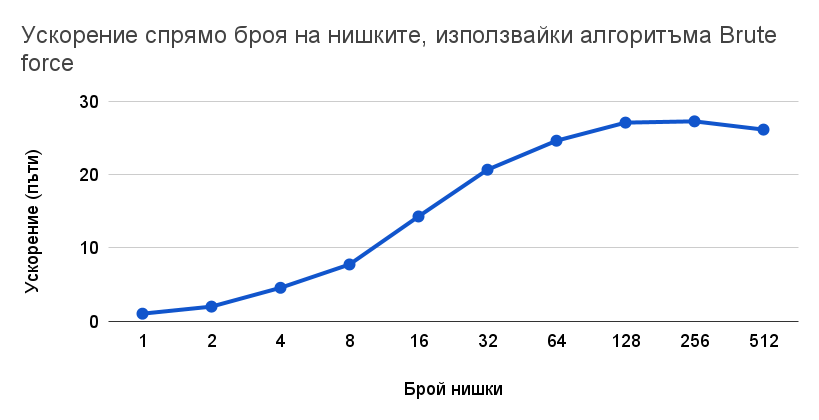 Ускорение спрямо броя на нишките, използвайки алгоритъма Brute
force
30
20
10
0
Ускорение (пъти)
1 2 4 8 16 32 64 128 256 512
Брой нишки